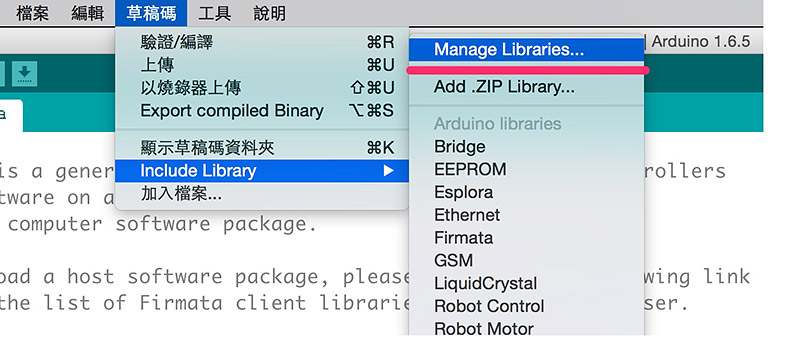 檔案 編輯 草稿碼 工具 說明
驗證/編譯 ⌘R
上傳 ⌘U
以燒錄器上傳 ⇧⌘U
Export compiled Binary ⌥⌘S
顯示草稿碼資料夾 ⌘K
Include Library ▶
加入檔案...
Manage Libraries...
Add .ZIP Library...
Arduino libraries
Bridge
EEPROM
Esplora
Ethernet
Firmata
GSM
LiquidCrystal
Robot Control
Robot Motor
| Arduino 1.6.5
is a gener rollers
tware on a
computer software package.
oad a host software package, please wing link
the list of Firmata client librarie ser.